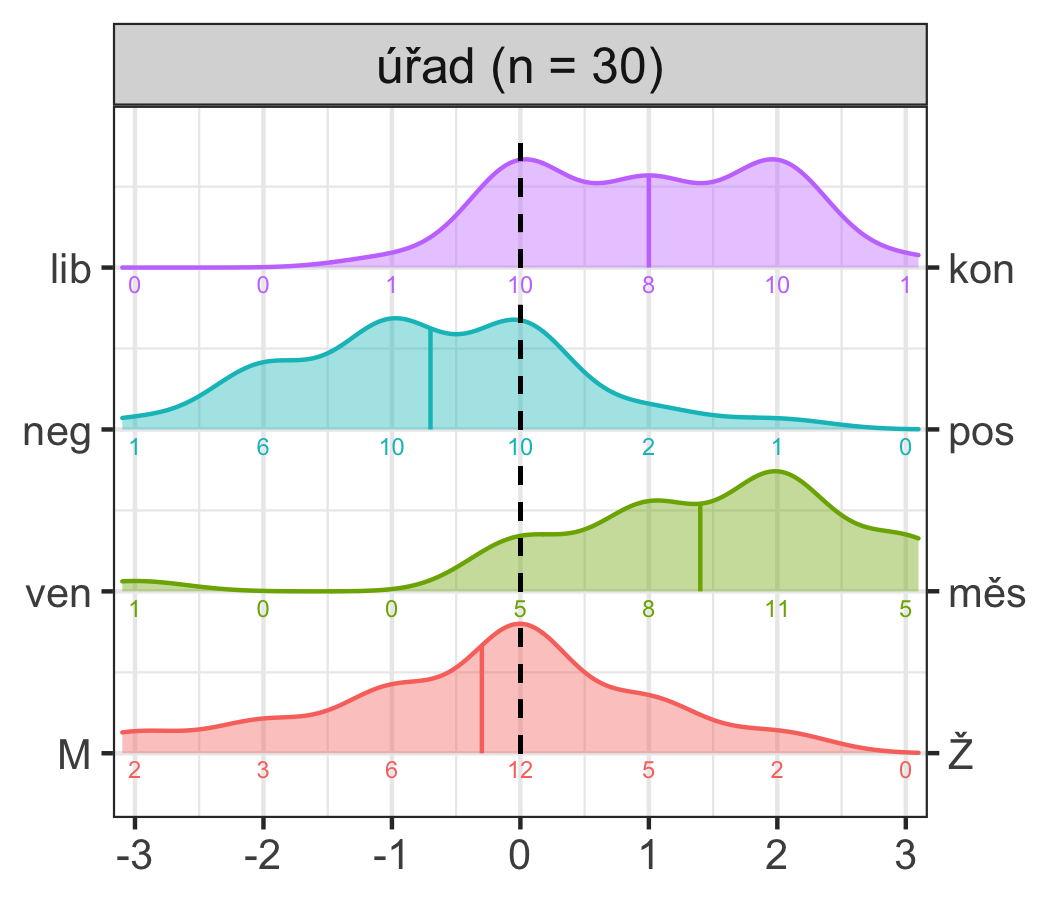 úřad (n = 30)
lib kon
0 0 1 10 8 10 1
neg pos
1 6 10 10 2 1 0
ven měs
1 0 0 5 8 11 5
M Ž
2 3 6 12 5 2 0
-3 -2 -1 0 1 2 3